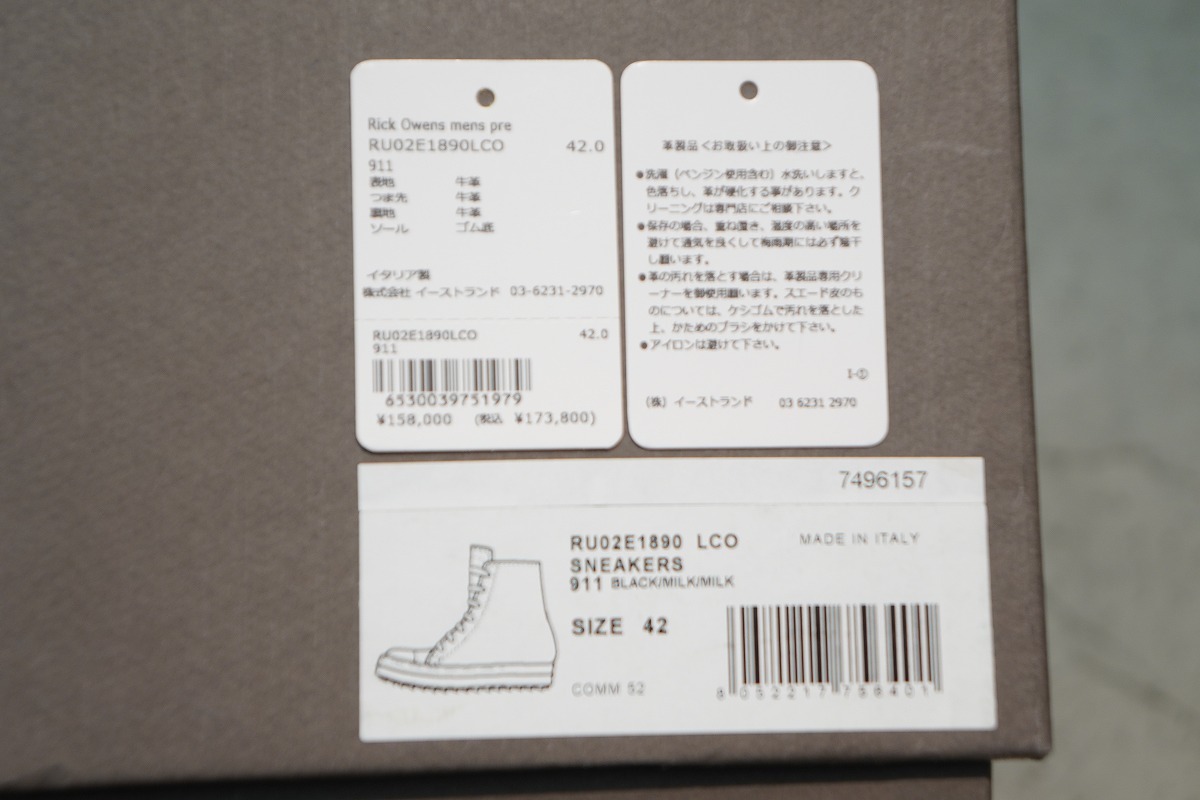 Rick Owens mens pre
RU02E1890LCO 42.0
911
表地 牛革
つま先 牛革
裏地 牛革
ソール ゴム底
イタリア製
株式会社 イーストランド 03-6231-2970
RU02E1890LCO 42.0
911
6530039751979
¥158,000 (税込 ¥173,800)
革製品<お取扱い上の御注意>
●洗濯(ベンジン使用含む)水洗いしますと、
色落ちし、革が硬化する事があります。ク
リーニングは専門店にご相談下さい。
●保存の場合、重ね置き、湿度の高い場所を
避けて通気を良くして梅雨期には必ず陰干
し願います。
●革の汚れを落とす場合は、革製品専用クリ
ーナーを御使用願います。スエード皮のも
のについては、ケシゴムで汚れを落とした
上、かためのブラシをかけて下さい。
●アイロンは避けて下さい。
1-①
(株)イーストランド 03 6231 2970
7496157
RU02E1890 LCO MADE IN ITALY
SNEAKERS
911 BLACK/MILK/MILK
SIZE 42
COMM 52
8 052217 758401